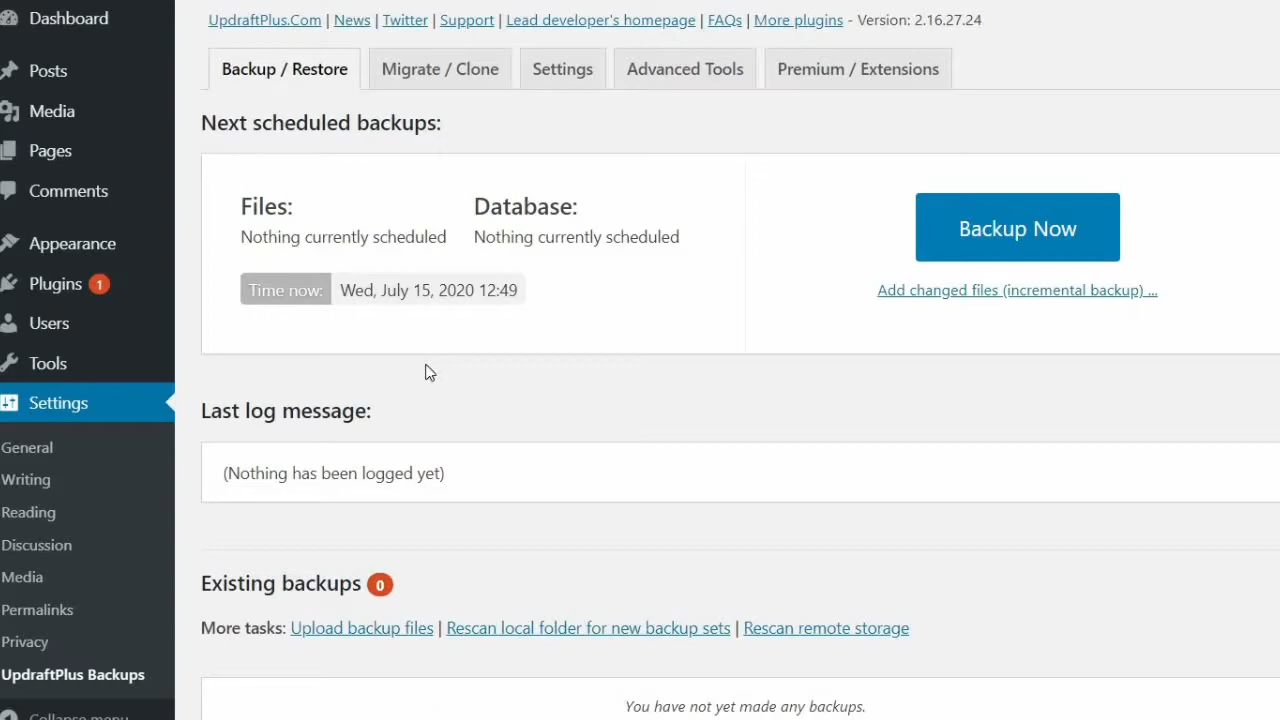 Dashboard
Posts
Media
Pages
Comments
Appearance
Plugins 1
Users
Tools
Settings
General
Writing
Reading
Discussion
Media
Permalinks
Privacy
UpdraftPlus Backups
Collapse menu
UpdraftPlus.Com | News | Twitter | Support | Lead developer's homepage | FAQs | More plugins - Version: 2.16.27.24
Backup / Restore Migrate / Clone Settings Advanced Tools Premium / Extensions
Next scheduled backups:
Files: Database:
Nothing currently scheduled Nothing currently scheduled
Time now: Wed, July 15, 2020 12:49
Backup Now
Add changed files (incremental backup) ...
Last log message:
(Nothing has been logged yet)
Existing backups 0
More tasks: Upload backup files | Rescan local folder for new backup sets | Rescan remote storage
You have not yet made any backups.